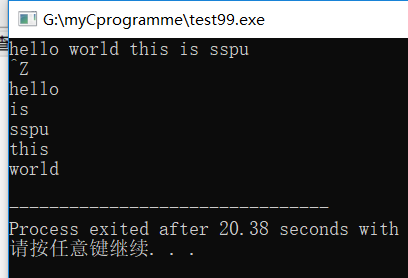 G:\myCprogramme\test99.exe
hello world this is sspu
^Z
hello
is
sspu
this
world
--------------------------------
Process exited after 20.38 seconds with
请按任意键继续. . .